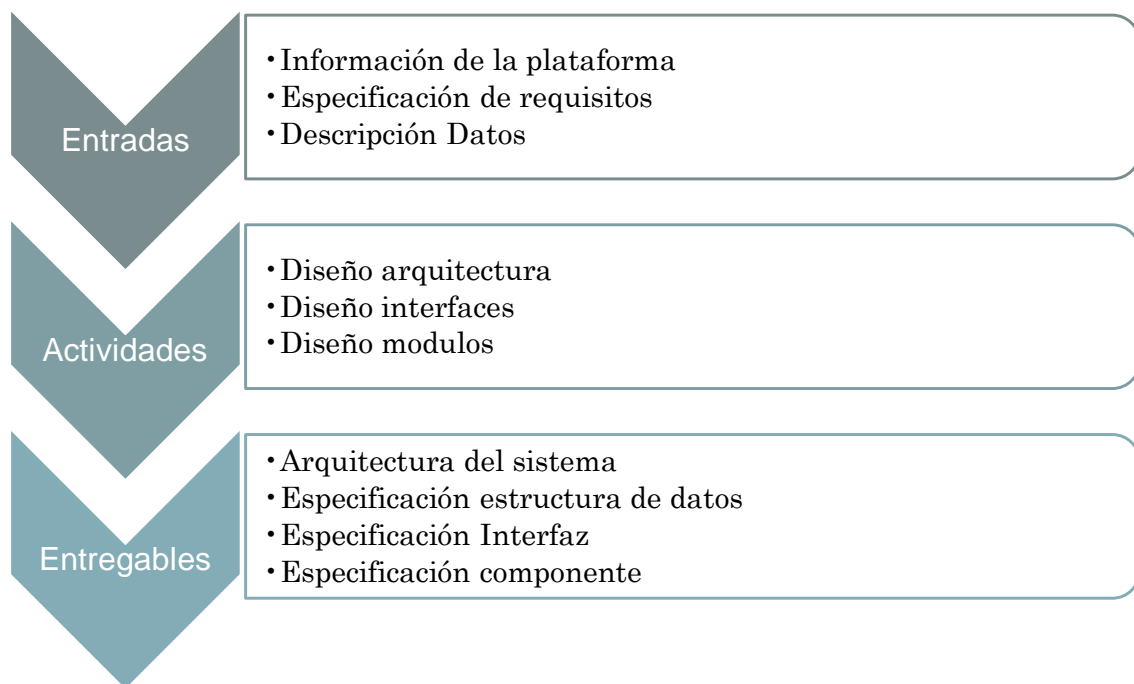 Entradas
•Información de la plataforma
•Especificación de requisitos
•Descripción Datos
Actividades
•Diseño arquitectura
•Diseño interfaces
•Diseño modulos
Entregables
•Arquitectura del sistema
•Especificación estructura de datos
•Especificación Interfaz
•Especificación componente